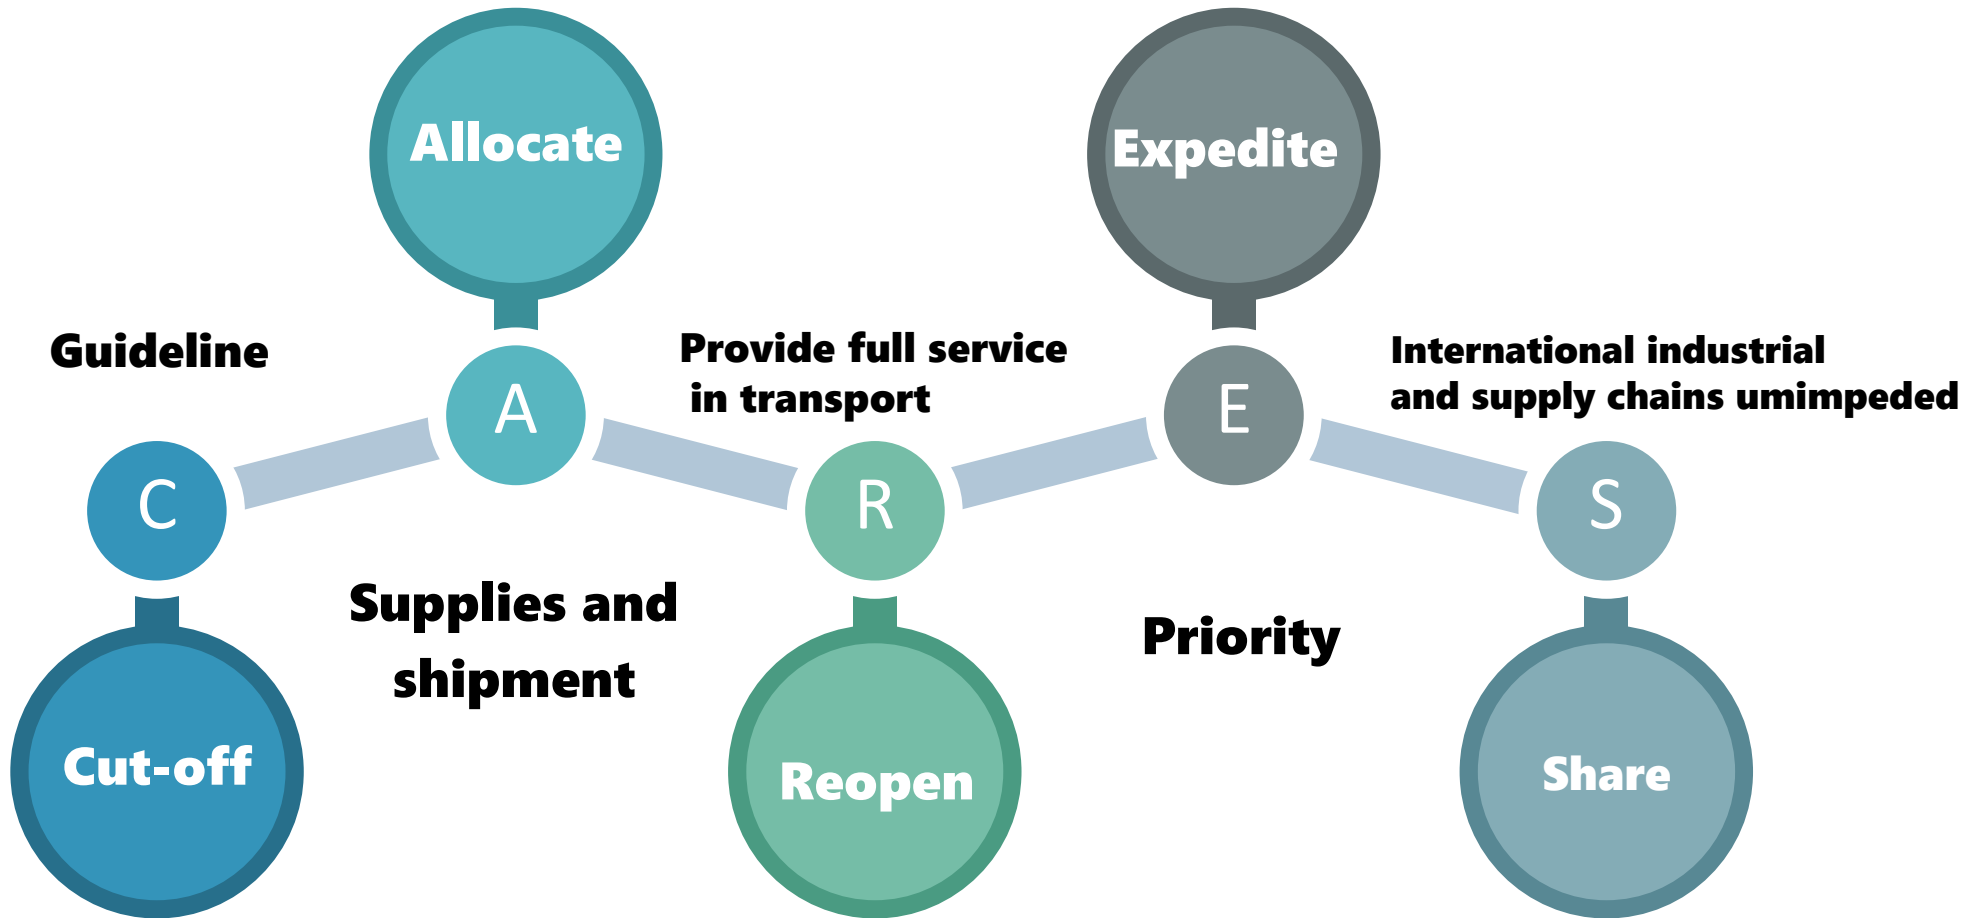 Allocate
Expedite
Guideline
Provide full service
in transport
International industrial
and supply chains umimpeded
C
A
R
E
S
Supplies and
shipment
Priority
Cut-off
Reopen
Share